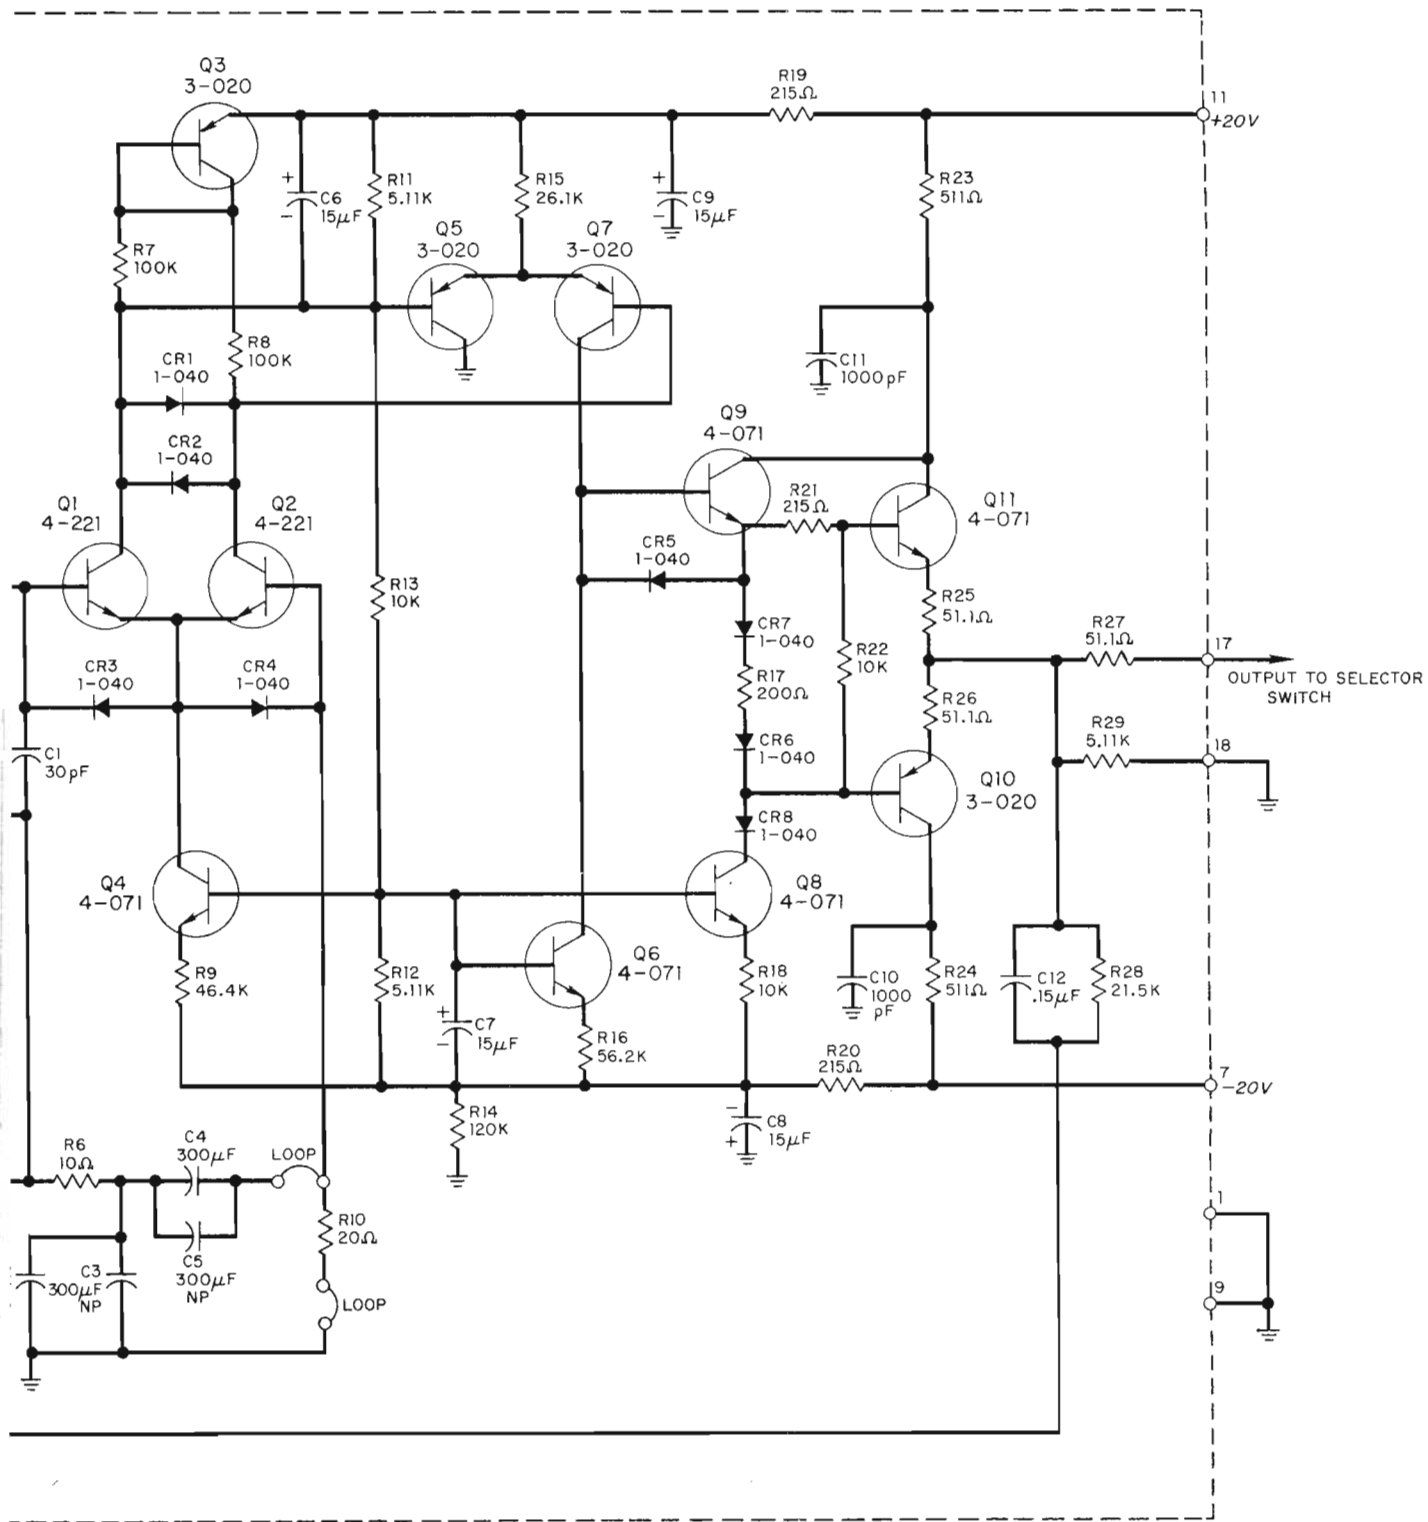 Q3
3-020
R19
215Ω
11
+20V
R11
5.11K
+
-
C6
15μF
R15
26.1K
+
-
C9
15μF
R23
511Ω
Q5
3-020
Q7
3-020
R7
100K
R8
100K
CR1
1-040
C11
1000pF
Q9
4-071
CR2
1-040
Q1
4-221
Q2
4-221
R21
215Ω
Q11
4-071
CR5
1-040
R13
10K
R25
51.1Ω
CR7
1-040
R22
10K
R27
51.1Ω
17
OUTPUT TO SELECTOR
SWITCH
CR3
1-040
CR4
1-040
R17
200Ω
R26
51.1Ω
R29
5.11K
18
C1
30pF
CR6
1-040
Q10
3-020
CR8
1-040
Q4
4-071
Q8
4-071
R9
46.4K
R12
5.11K
Q6
4-071
R18
10K
C10
1000
pF
R24
511Ω
C12
.15μF
R28
21.5K
+
-
C7
15μF
R16
56.2K
R20
215Ω
7
-20V
R14
120K
-
+
C8
15μF
R6
10Ω
C4
300μF
LOOP
1
R10
20Ω
C5
300μF
NP
C3
300μF
NP
LOOP
9